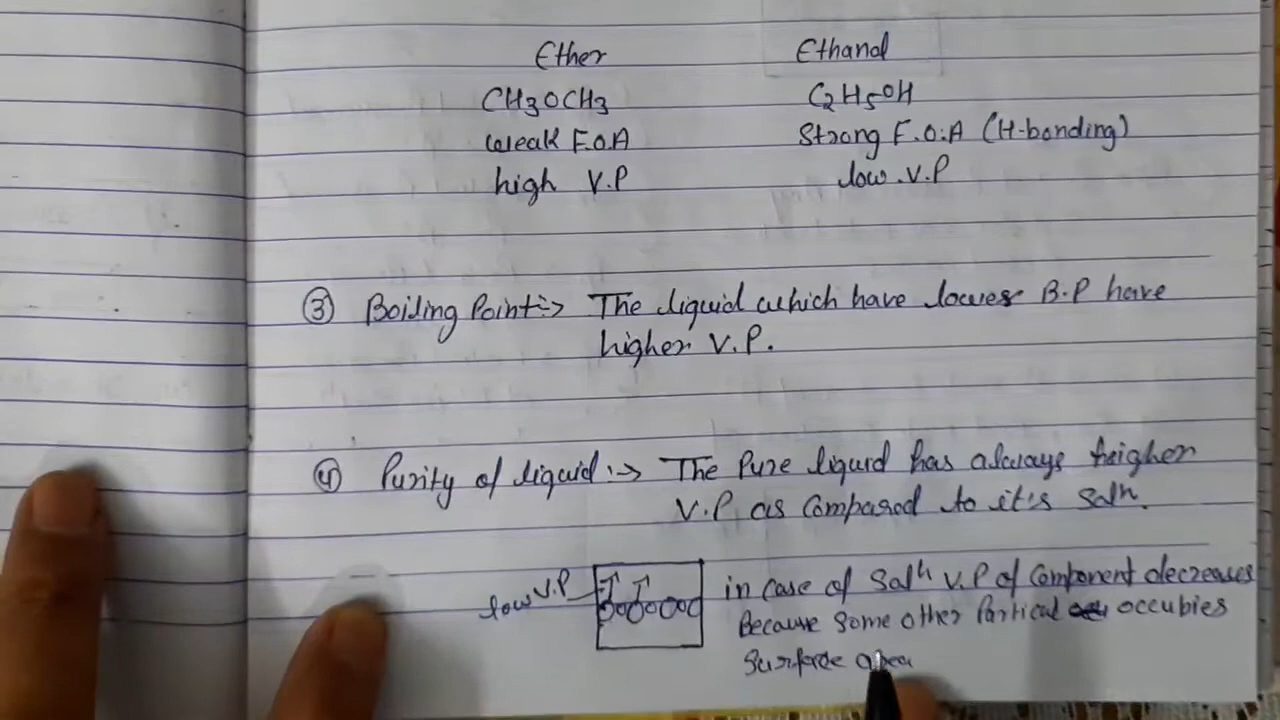 Ether Ethanol
CH3OCH3 C2H5OH
weak F.O.A Strong F.O.A (H-bonding)
high V.P low.V.P
③ Boiling Point:-> The liquid which have lower B.P have
higher V.P.
④ Purity of liquid:-> The Pure liquid has always higher
V.P as compared to it's Solⁿ.
low V.P in case of Solⁿ V.P of Component decreases
Because Some other Partical occubies
Surface area